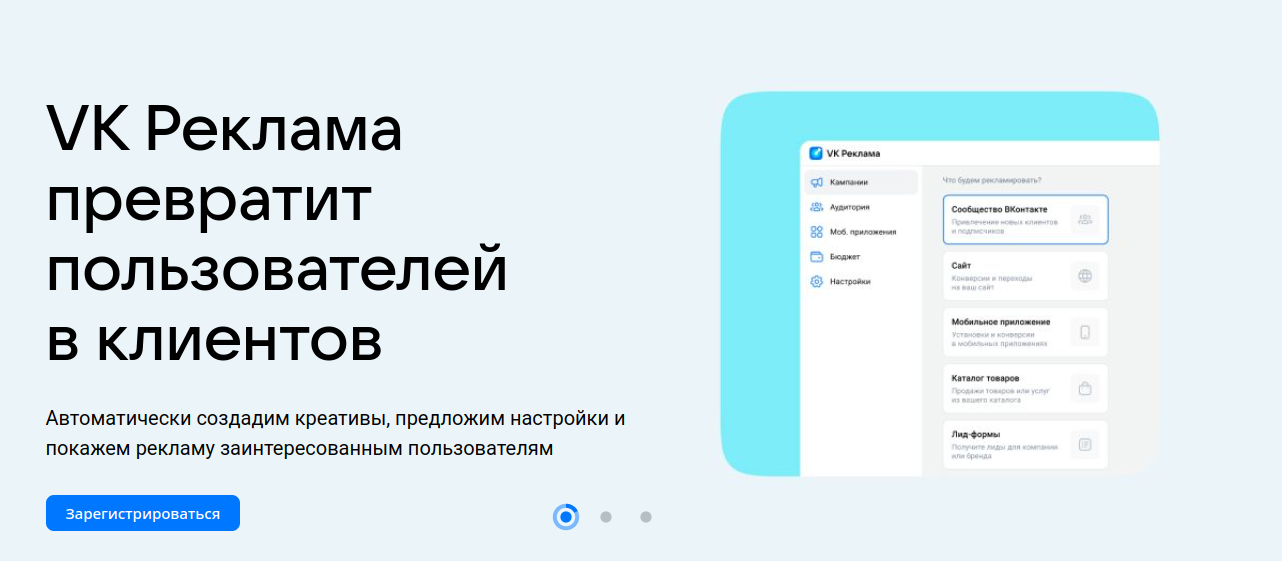 VK Реклама
превратит
пользователей
в клиентов
Автоматически создадим креативы, предложим настройки и
покажем рекламу заинтересованным пользователям
Зарегистрироваться
VK Реклама
Кампании
Аудитория
Моб. приложения
Бюджет
Настройки
Что будем рекламировать?
Сообщество ВКонтакте
Привлечение новых клиентов
и подписчиков
Сайт
Конверсии и переходы
на ваш сайт
Мобильное приложение
Установки и конверсии
в мобильных приложениях
Каталог товаров
Продажи товаров или услуг
из вашего каталога
Лид-формы
Получите лиды для компании
или бренда